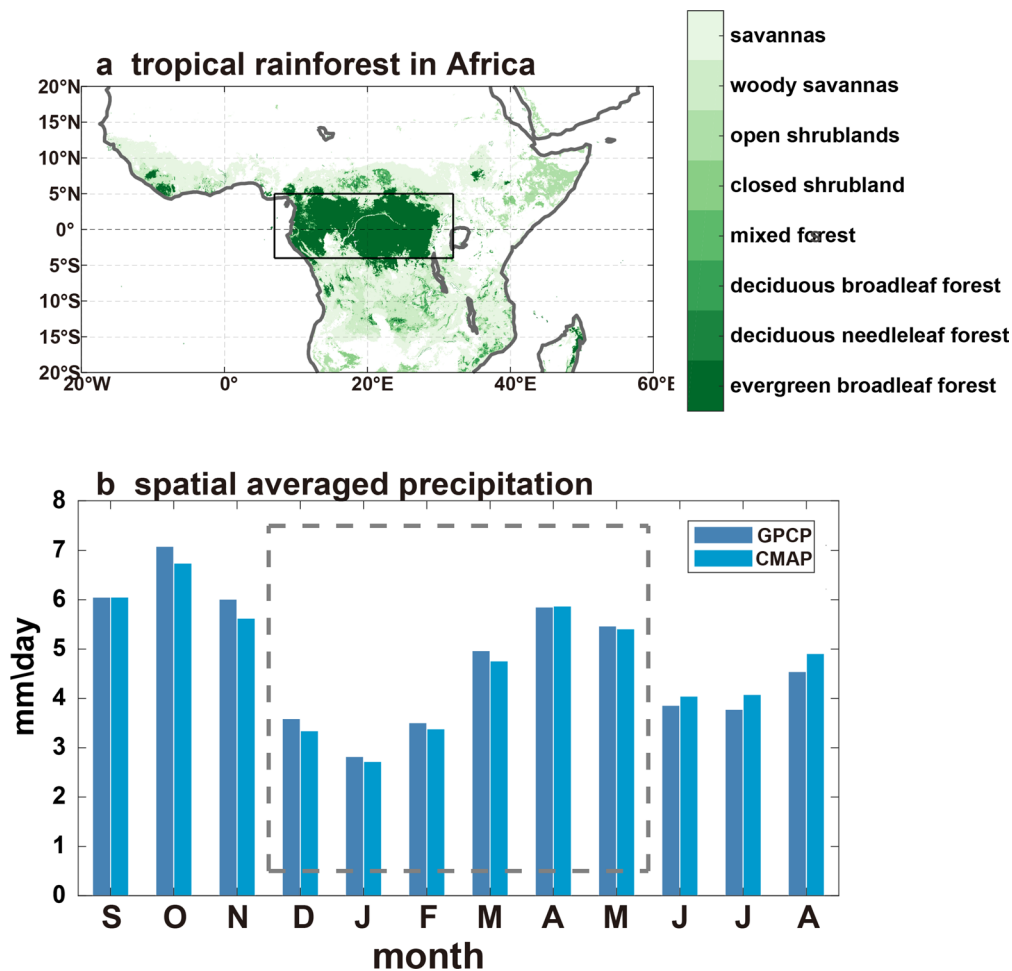 a tropical rainforest in Africa
20°N
15°N
10°N
5°N
0°
5°S
10°S
15°S
20°S
20°W 0° 20°E 40°E 60°E
savannas
woody savannas
open shrublands
closed shrubland
mixed forest
deciduous broadleaf forest
deciduous needleleaf forest
evergreen broadleaf forest
b spatial averaged precipitation
GPCP
CMAP
mm\day
8
7
6
5
4
3
2
1
0
S O N D J F M A M J J A
month